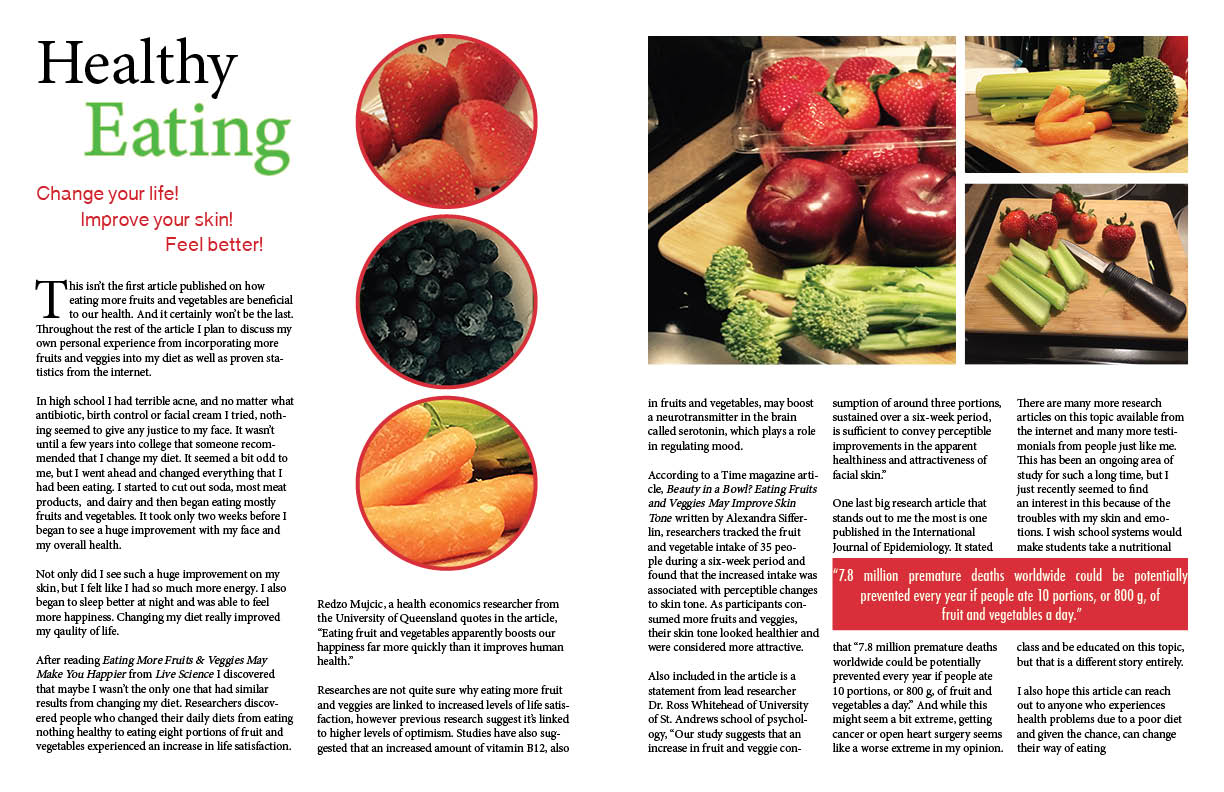 Healthy
Eating
Change your life!
Improve your skin!
Feel better!
This isn't the first article published on how
eating more fruits and vegetables are beneficial
to our health. And it certainly won't be the last.
Throughout the rest of the article I plan to discuss my
own personal experience from incorporating more
fruits and veggies into my diet as well as proven sta-
tistics from the internet.
In high school I had terrible acne, and no matter what
antibiotic, birth control or facial cream I tried, noth-
ing seemed to give any justice to my face. It wasn't
until a few years into college that someone recom-
mended that I change my diet. It seemed a bit odd to
me, but I went ahead and changed everything that I
had been eating. I started to cut out soda, most meat
products,  and dairy and then began eating mostly
fruits and vegetables. It took only two weeks before I
began to see a huge improvement with my face and
my overall health.
Not only did I see such a huge improvement on my
skin, but I felt like I had so much more energy. I also
began to sleep better at night and was able to feel
more happiness. Changing my diet really improved
my qaulity of life.
After reading Eating More Fruits & Veggies May
Make You Happier from Live Science I discovered
that maybe I wasn't the only one that had similar
results from changing my diet. Researchers discov-
ered people who changed their daily diets from eating
nothing healthy to eating eight portions of fruit and
vegetables experienced an increase in life satisfaction.
Redzo Mujcic, a health economics researcher from
the University of Queensland quotes in the article,
“Eating fruit and vegetables apparently boosts our
happiness far more quickly than it improves human
health.”
Researches are not quite sure why eating more fruit
and veggies are linked to increased levels of life satis-
faction, however previous research suggest it's linked
to higher levels of optimism. Studies have also sug-
gested that an increased amount of vitamin B12, also
in fruits and vegetables, may boost
a neurotransmitter in the brain
called serotonin, which plays a role
in regulating mood.
According to a Time magazine arti-
cle, Beauty in a Bowl? Eating Fruits
and Veggies May Improve Skin
Tone written by Alexandra Siffer-
lin, researchers tracked the fruit
and vegetable intake of 35 peo-
ple during a six-week period and
found that the increased intake was
associated with perceptible changes
to skin tone. As participants con-
sumed more fruits and veggies,
their skin tone looked healthier and
were considered more attractive.
Also included in the article is a
statement from lead researcher
Dr. Ross Whitehead of University
of St. Andrews school of psychol-
ogy, “Our study suggests that an
increase in fruit and veggie con-
sumption of around three portions,
sustained over a six-week period,
is sufficient to convey perceptible
improvements in the apparent
healthiness and attractiveness of
facial skin.”
One last big research article that
stands out to me the most is one
published in the International
Journal of Epidemiology. It stated
“7.8 million premature deaths worldwide could be potentially
prevented every year if people ate 10 portions, or 800 g, of
fruit and vegetables a day.”
that “7.8 million premature deaths
worldwide could be potentially
prevented every year if people ate
10 portions, or 800 g, of fruit and
vegetables a day.” And while this
might seem a bit extreme, getting
cancer or open heart surgery seems
like a worse extreme in my opinion.
There are many more research
articles on this topic available from
the internet and many more testi-
monials from people just like me.
This has been an ongoing area of
study for such a long time, but I
just recently seemed to find
an interest in this because of the
troubles with my skin and emo-
tions. I wish school systems would
make students take a nutritional
class and be educated on this topic,
but that is a different story entirely.
I also hope this article can reach
out to anyone who experiences
health problems due to a poor diet
and given the chance, can change
their way of eating